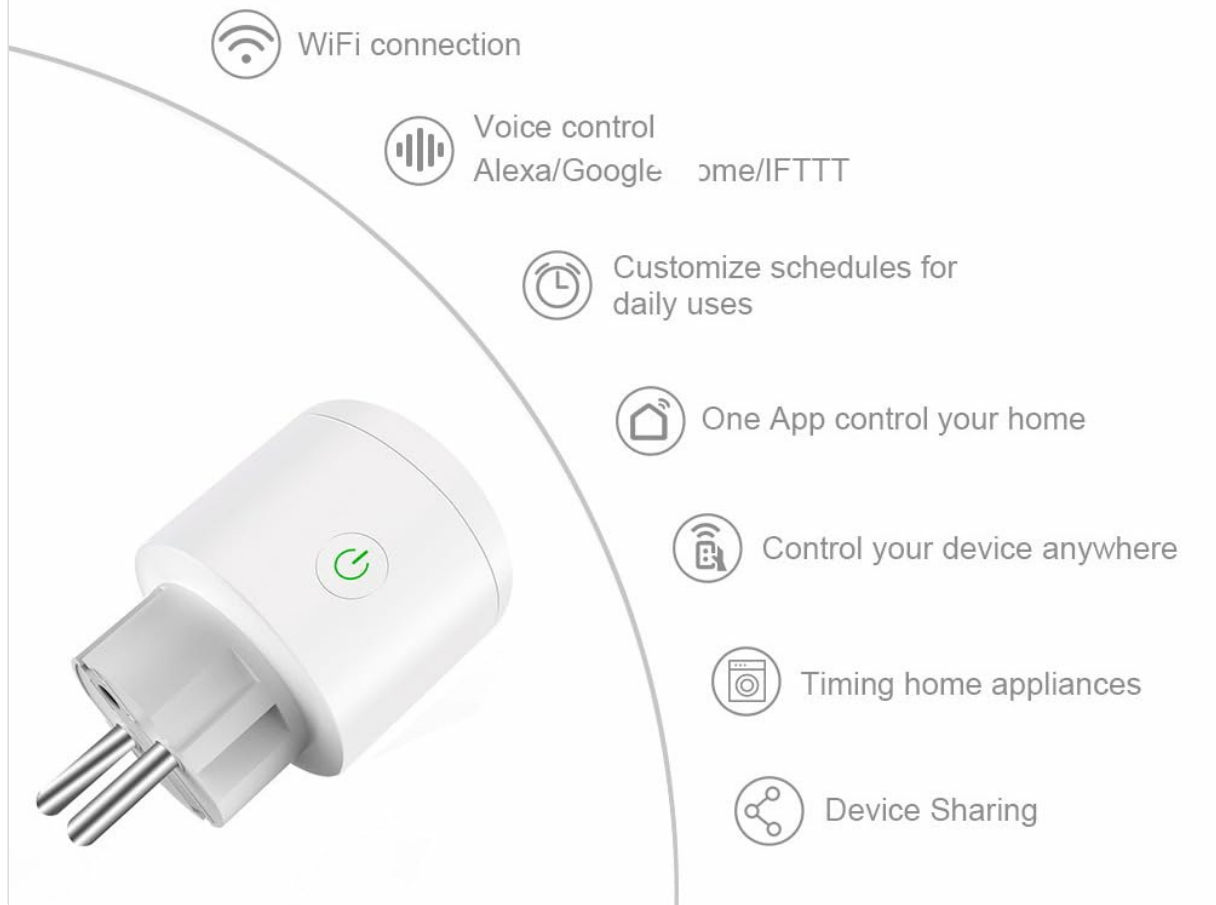 WiFi connection
Voice control
Alexa/Google ome/IFTTT
Customize schedules for
daily uses
One App control your home
Control your device anywhere
Timing home appliances
Device Sharing